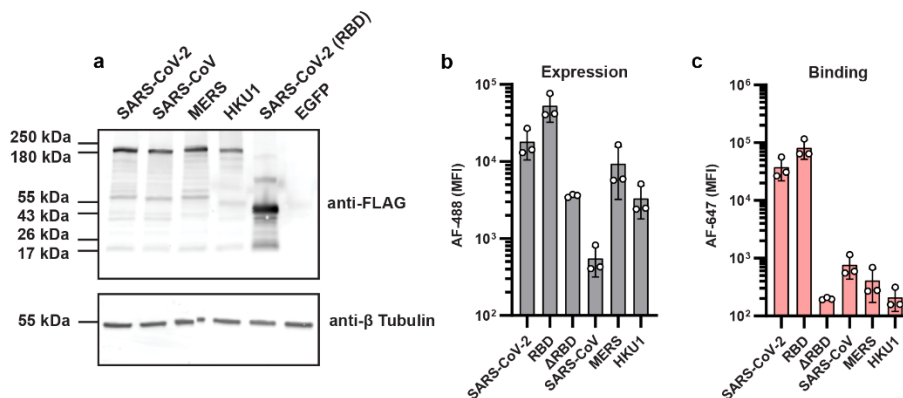 a
SARS-CoV-2
SARS-CoV
MERS
HKU1
SARS-CoV-2 (RBD)
EGFP
250 kDa
180 kDa
55 kDa
43 kDa
26 kDa
17 kDa
anti-FLAG
55 kDa
anti-β Tubulin
b
Expression
AF-488 (MFI)
10⁵
10⁴
10³
10²
SARS-CoV-2
RBD
ΔRBD
SARS-CoV
MERS
HKU1
c
Binding
AF-647 (MFI)
10⁶
10⁵
10⁴
10³
10²
SARS-CoV-2
RBD
ΔRBD
SARS-CoV
MERS
HKU1